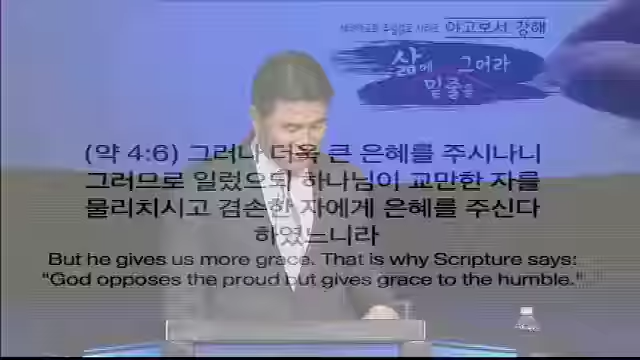 야고보서 강해
삶에 그어라
밑줄을
(약 4:6) 그러나 더욱 큰 은혜를 주시나니
그러므로 일렀으되 하나님이 교만한 자를
물리치시고 겸손한 자에게 은혜를 주신다
하였느니라
But he gives us more grace. That is why Scripture says:
"God opposes the proud but gives grace to the humble."